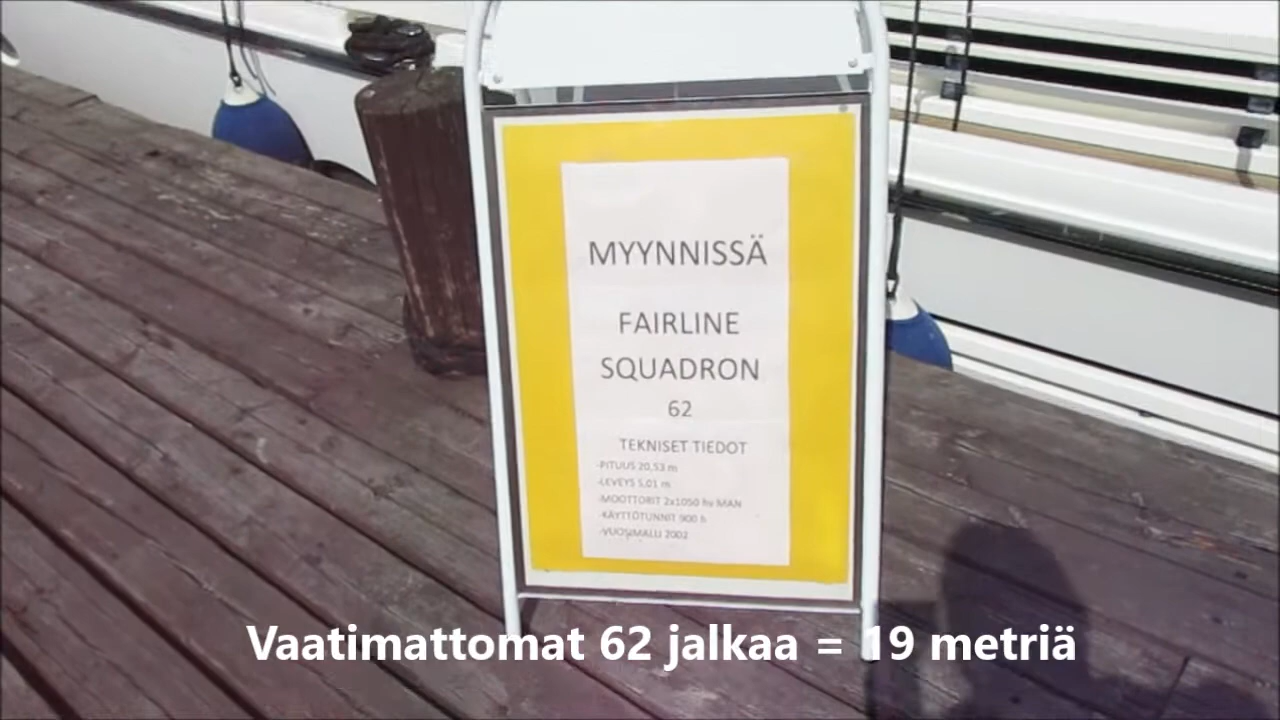 MYYNNISSÄ
FAIRLINE
SQUADRON
62
TEKNISET TIEDOT
-PITUUS 20,53 m
-LEVEYS 5,01 m
-MOOTTORIT 2x1050 hv MAN
-KÄYTTÖTUNNIT 900 h
-VUOSIMALLI 2002
Vaatimattomat 62 jalkaa = 19 metriä